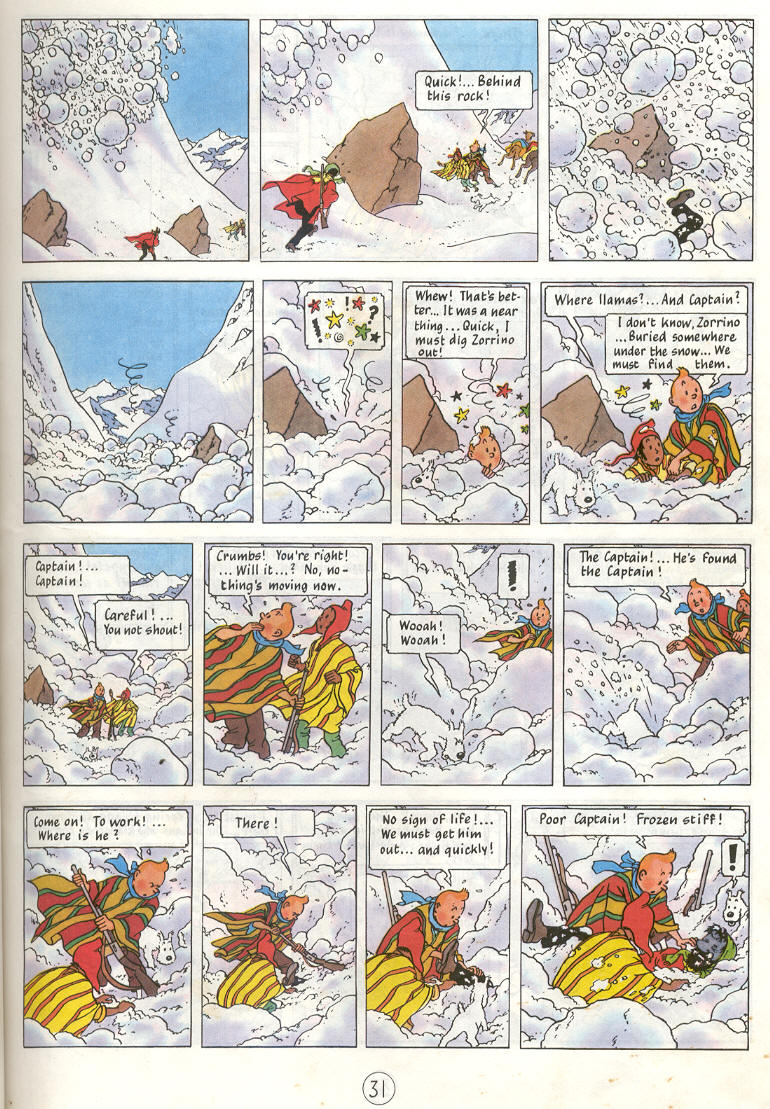 Quick!... Behind
this rock!
! ?
!
Whew! That's bet-
ter... It was a near
thing... Quick, I
must dig Zorrino
out!
Where llamas?... And Captain?
I don't know, Zorrino
... Buried somewhere
under the snow... We
must find them.
Captain!...
Captain!
Careful!...
You not shout!
Crumbs! You're right!
... Will it...? No, no-
thing's moving now.
Wooah!
Wooah!
!
The Captain!... He's found
the Captain!
Come on! To work!...
Where is he?
There!
No sign of life!...
We must get him
out... and quickly!
Poor Captain! Frozen stiff!
!
31